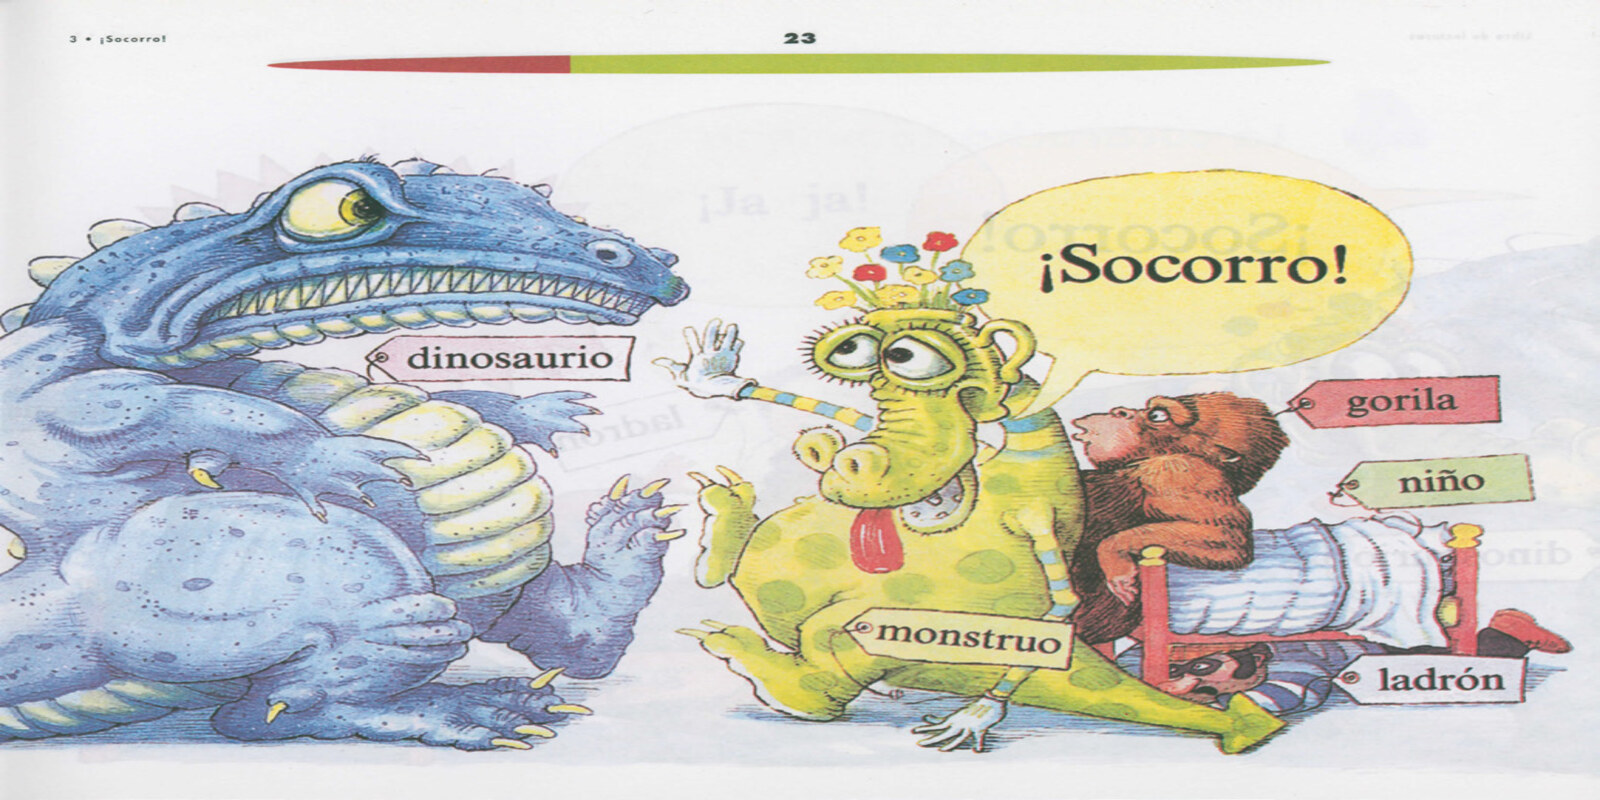 3 • ¡Socorro!
23
¡Socorro!
dinosaurio
gorila
niño
monstruo
ladrón